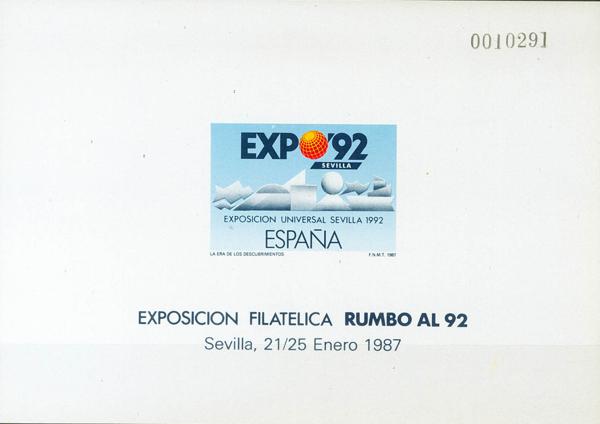 0010291
EXPO'92
SEVILLA
EXPOSICION UNIVERSAL SEVILLA 1992
ESPAÑA
LA ERA DE LOS DESCUBRIMIENTOS F.N.M.T. 1987
EXPOSICION FILATELICA RUMBO AL 92
Sevilla, 21/25 Enero 1987